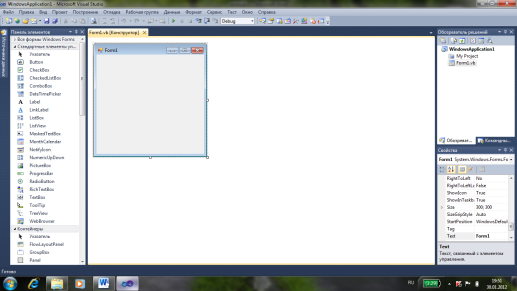 WindowsApplication1 - Microsoft Visual Studio
Файл Правка Вид Проект Построение Отладка Рабочая группа Данные Формат Сервис Тест Окно Справка
Debug
Панель элементов
Все формы Windows Forms
Стандартные элементы уп
Указатель
Button
CheckBox
CheckedListBox
ComboBox
DateTimePicker
Label
LinkLabel
ListBox
ListView
MaskedTextBox
MonthCalendar
NotifyIcon
NumericUpDown
PictureBox
ProgressBar
RadioButton
RichTextBox
TextBox
ToolTip
TreeView
WebBrowser
Контейнеры
Указатель
FlowLayoutPanel
GroupBox
Panel
Form1.vb [Конструктор]
Form1
Обозреватель решений
WindowsApplication1
My Project
Form1.vb
Обозреват... Командны...
Свойства
Form1 System.Windows.Forms.Fo
RightToLeft No
RightToLeftLa False
ShowIcon True
ShowInTaskb True
Size 300; 300
SizeGripStyle Auto
StartPosition WindowsDefaul
Tag
Text Form1
Text
Текст, связанный с элементом управления.
Готово
RU
19:51
30.01.2012